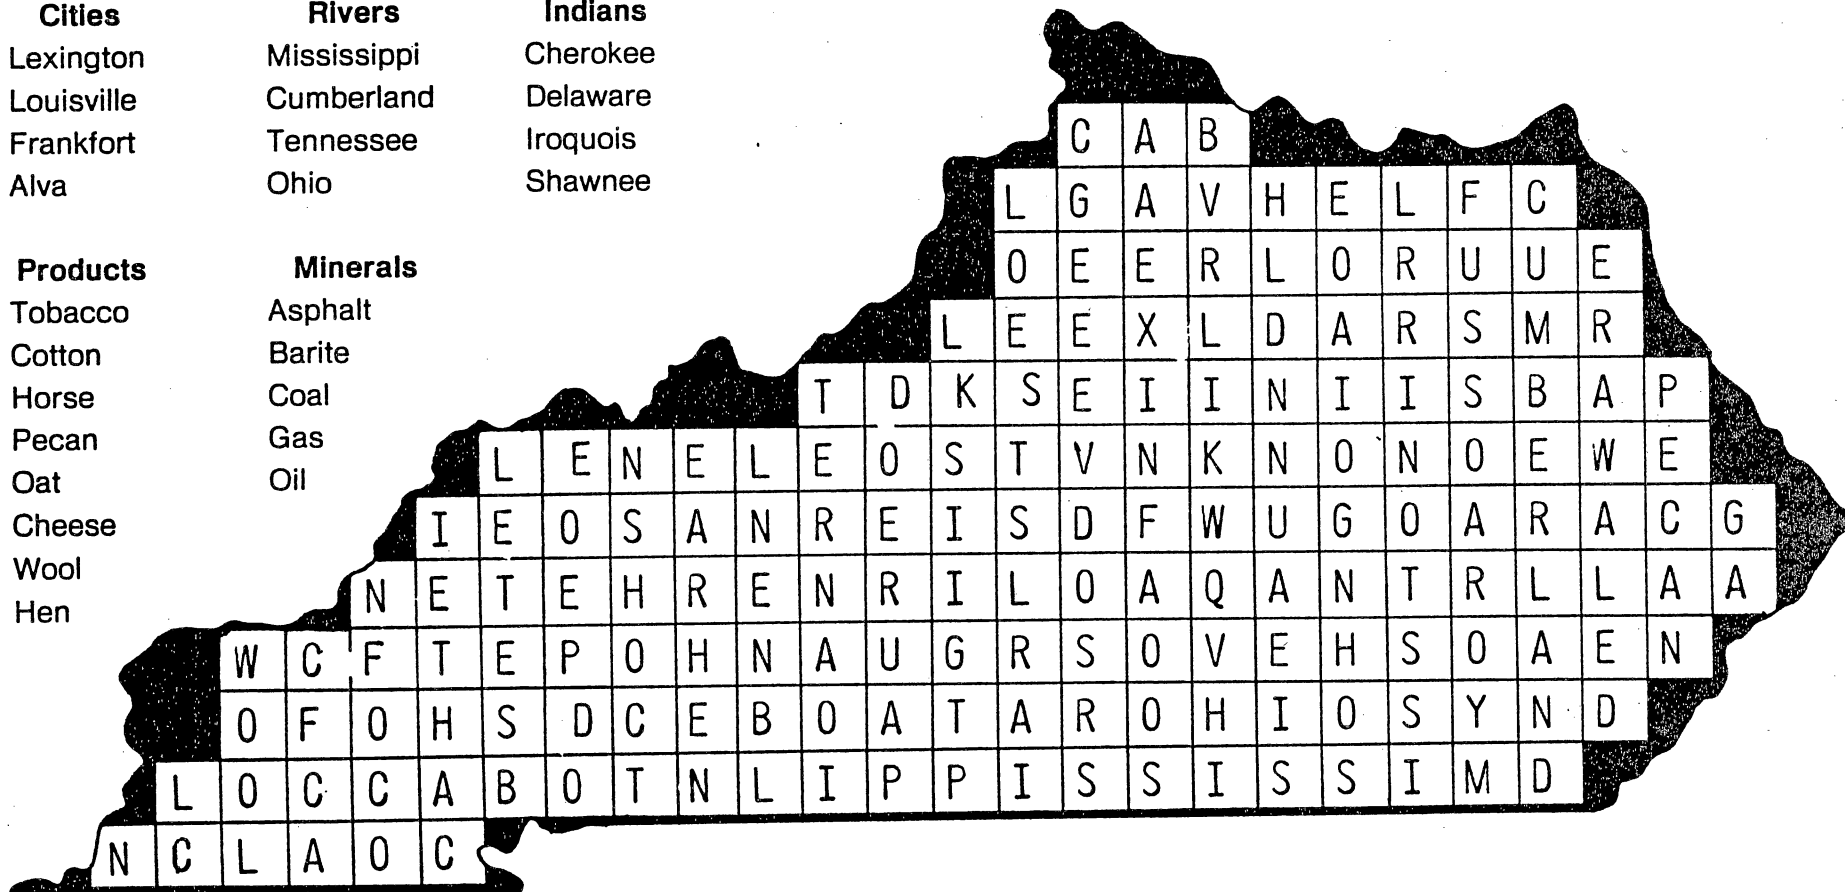 Cities Rivers Indians
Lexington Mississippi Cherokee
Louisville Cumberland Delaware
Frankfort Tennessee Iroquois
Alva Ohio Shawnee
Products Minerals
Tobacco Asphalt
Cotton Barite
Horse Coal
Pecan Gas
Oat Oil
Cheese
Wool
Hen
C A B
L G A V H E L F C
O E E R L O R U U E
L E E X L D A R S M R
T D K S E I I N I I S B A P
L E N E L E O S T V N K N O N O E W E
I E O S A N R E I S D F W U G O A R A C G
N E T E H R E N R I L O A Q A N T R L L A A
W C F T E P O H N A U G R S O V E H S O A E N
O F O H S D C E B O A T A R O H I O S Y N D
L O C C A B O T N L I P P I S S I S S I M D
N C L A O C